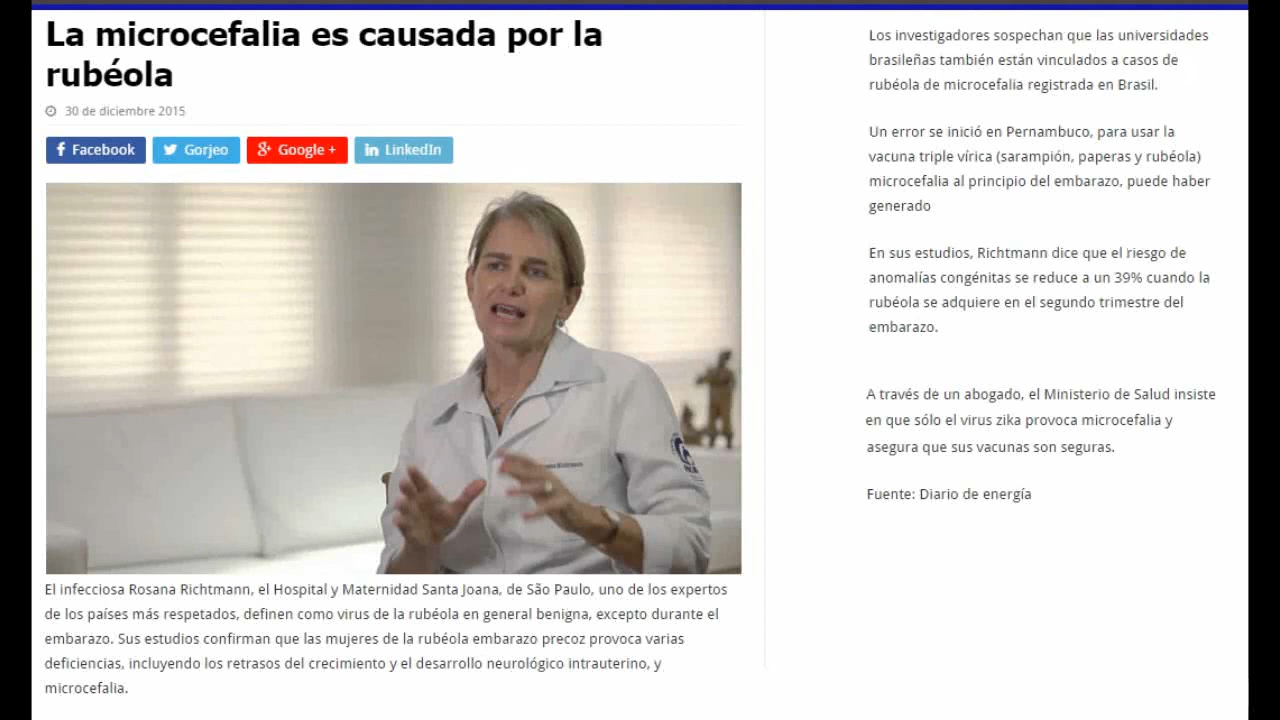 La microcefalia es causada por la
rubéola
30 de diciembre 2015
Facebook
Gorjeo
Google +
LinkedIn
El infecciosa Rosana Richtmann, el Hospital y Maternidad Santa Joana, de São Paulo, uno de los expertos
de los países más respetados, definen como virus de la rubéola en general benigna, excepto durante el
embarazo. Sus estudios confirman que las mujeres de la rubéola embarazo precoz provoca varias
deficiencias, incluyendo los retrasos del crecimiento y el desarrollo neurológico intrauterino, y
microcefalia.
Los investigadores sospechan que las universidades
brasileñas también están vinculados a casos de
rubéola de microcefalia registrada en Brasil.
Un error se inició en Pernambuco, para usar la
vacuna triple vírica (sarampión, paperas y rubéola)
microcefalia al principio del embarazo, puede haber
generado
En sus estudios, Richtmann dice que el riesgo de
anomalías congénitas se reduce a un 39% cuando la
rubéola se adquiere en el segundo trimestre del
embarazo.
A través de un abogado, el Ministerio de Salud insiste
en que sólo el virus zika provoca microcefalia y
asegura que sus vacunas son seguras.
Fuente: Diario de energía